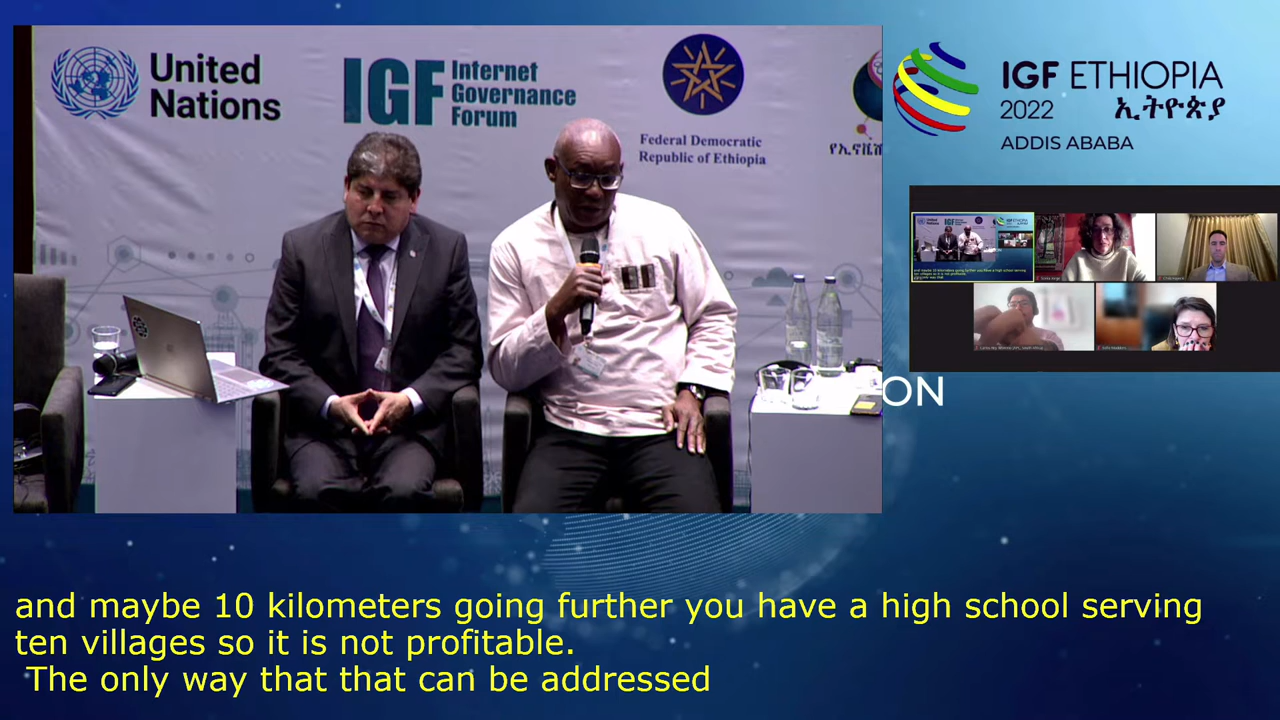 United
Nations
IGF Internet
Governance
Forum
Federal Democratic
Republic of Ethiopia
IGF ETHIOPIA
2022 ኢትዮጵያ
ADDIS ABABA
ON
and maybe 10 kilometers going further you have a high school serving
ten villages so it is not profitable.
The only way that that can be addressed